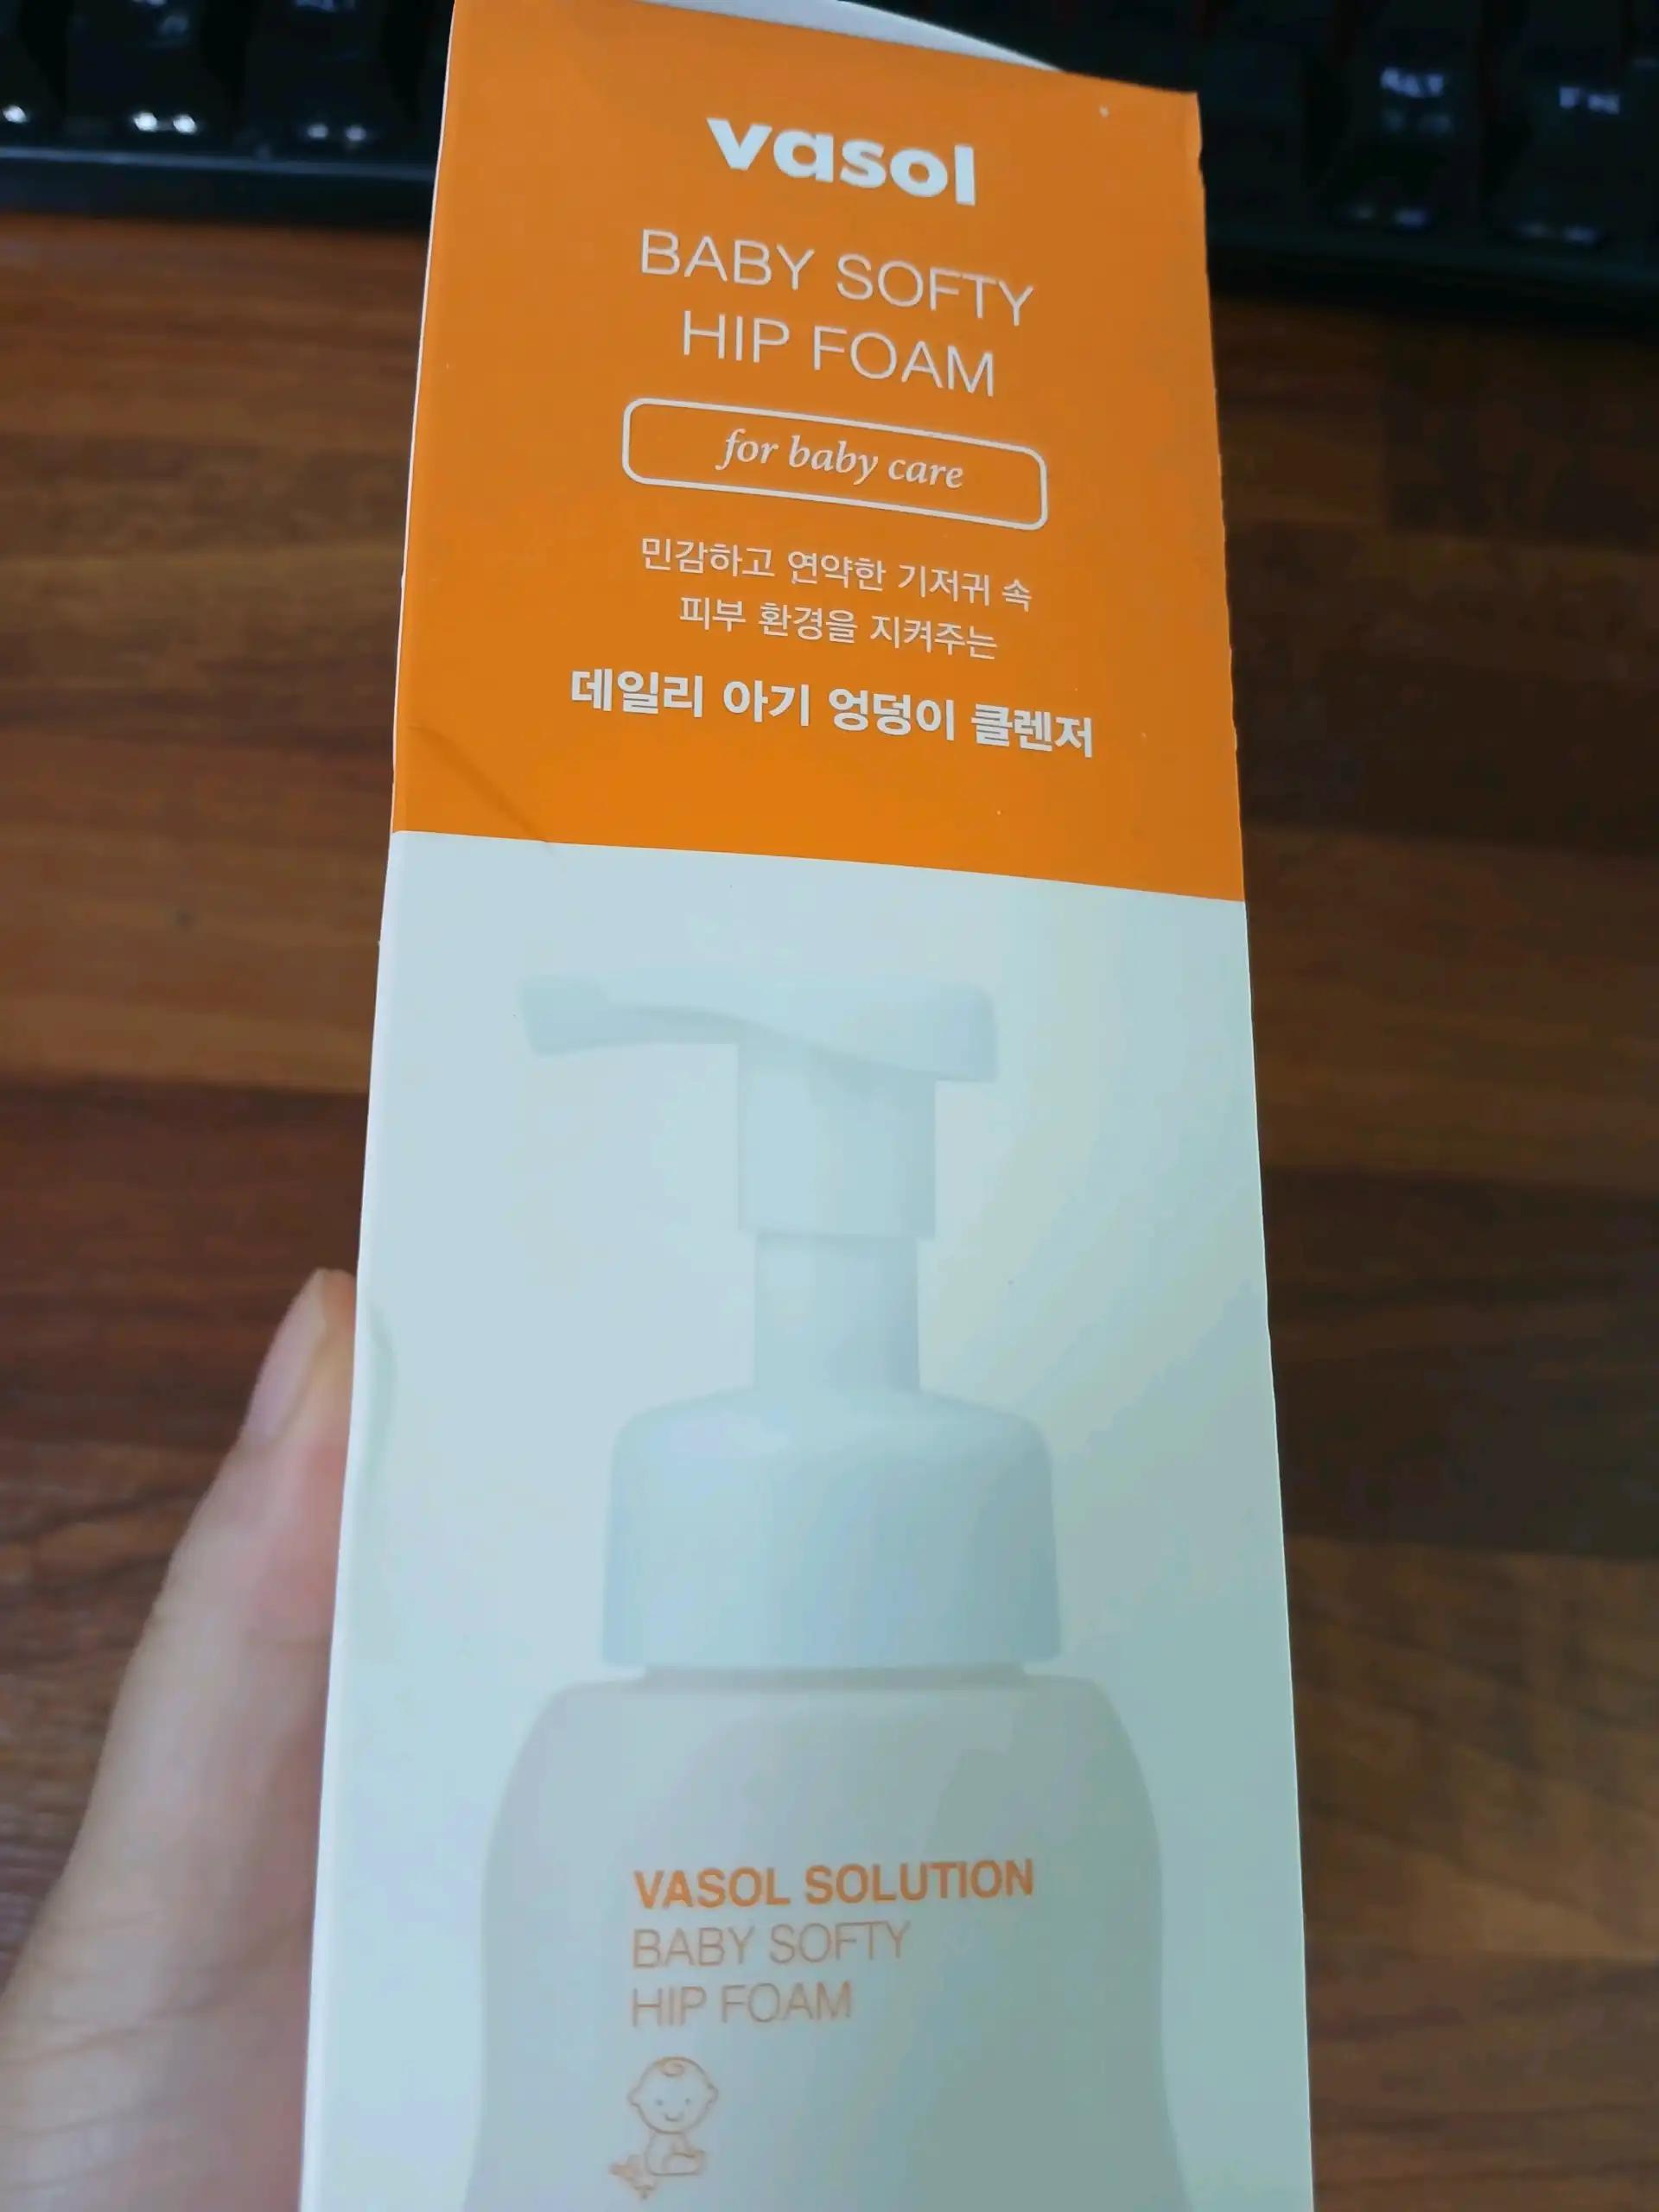 vasol
BABY SOFTY
HIP FOAM
for baby care
민감하고 연약한 기저귀 속
피부 환경을 지켜주는
데일리 아기 엉덩이 클렌저
VASOL SOLUTION
BABY SOFTY
HIP FOAM